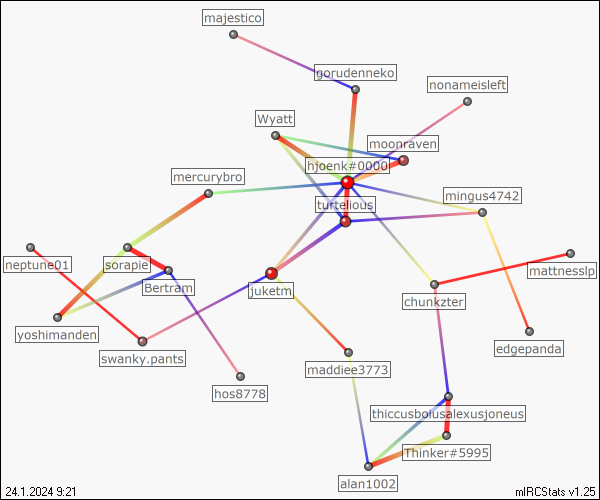 majestico
gorudenneko
nonameisleft
Wyatt
moonraven
hjoenk#0000
mercurybro
mingus4742
turtelious
neptune01
sorapie
mattnesslp
Bertram
juketm
chunkzter
yoshimanden
edgepanda
swanky.pants
maddiee3773
hos8778
thiccusbolusalexusjoneus
Thinker#5995
alan1002
24.1.2024 9:21
mIRCStats v1.25